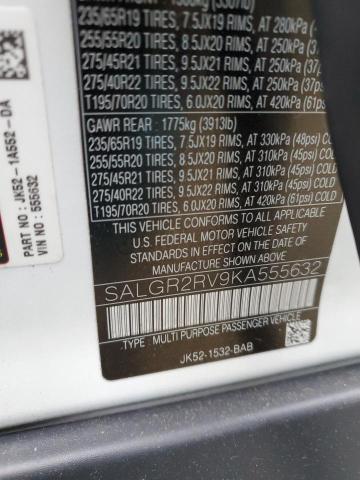 PART NO : JK52-1A552-DA
VIN NO : 555632
235/65R19 TIRES, 7.5JX19 RIMS, AT 280kPa
255/55R20 TIRES, 8.5JX20 RIMS, AT 250kPa (37
275/45R21 TIRES, 9.5JX21 RIMS, AT 250kPa (37p
275/40R22 TIRES, 9.5JX22 RIMS, AT 250kPa (37ps
T195/70R20 TIRES, 6.0JX20 RIMS, AT 420kPa (61psi
GAWR REAR : 1775kg (3913lb)
235/65R19 TIRES, 7.5JX19 RIMS, AT 330kPa (48psi) COLD
255/55R20 TIRES, 8.5JX20 RIMS, AT 310kPa (45psi) COLD
275/45R21 TIRES, 9.5JX21 RIMS, AT 310kPa (45psi) COLD
275/40R22 TIRES, 9.5JX22 RIMS, AT 310kPa (45psi) COLD
T195/70R20 TIRES, 6.0JX20 RIMS, AT 420kPa (61psi) COLD
THIS VEHICLE CONFORMS TO ALL APPLICABLE
U.S. FEDERAL MOTOR VEHICLE SAFETY
STANDARDS IN EFFECT ON THE DATE OF
MANUFACTURE SHOWN ABOVE.
SALGR2RV9KA555632
TYPE: MULTI PURPOSE PASSENGER VEHICLE
JK52-1532-BAB